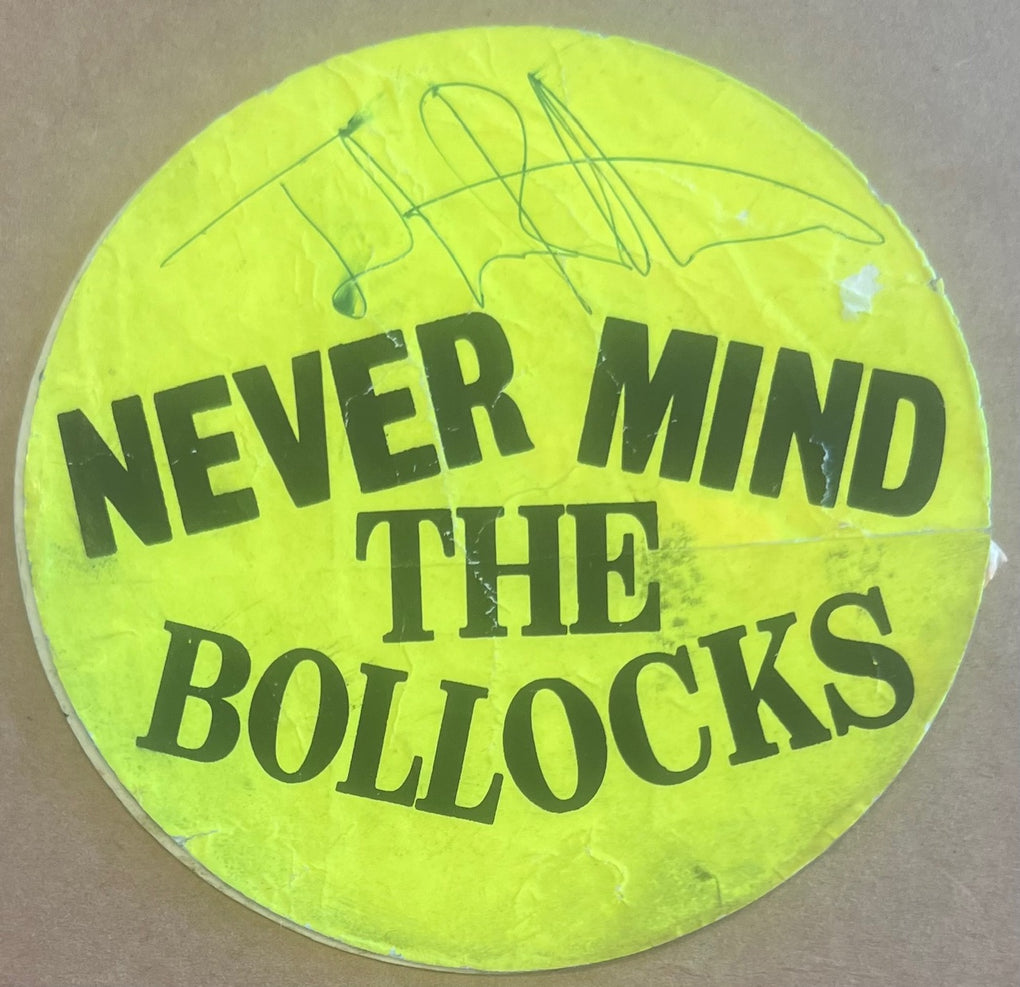 NEVER MIND
THE
BOLLOCKS